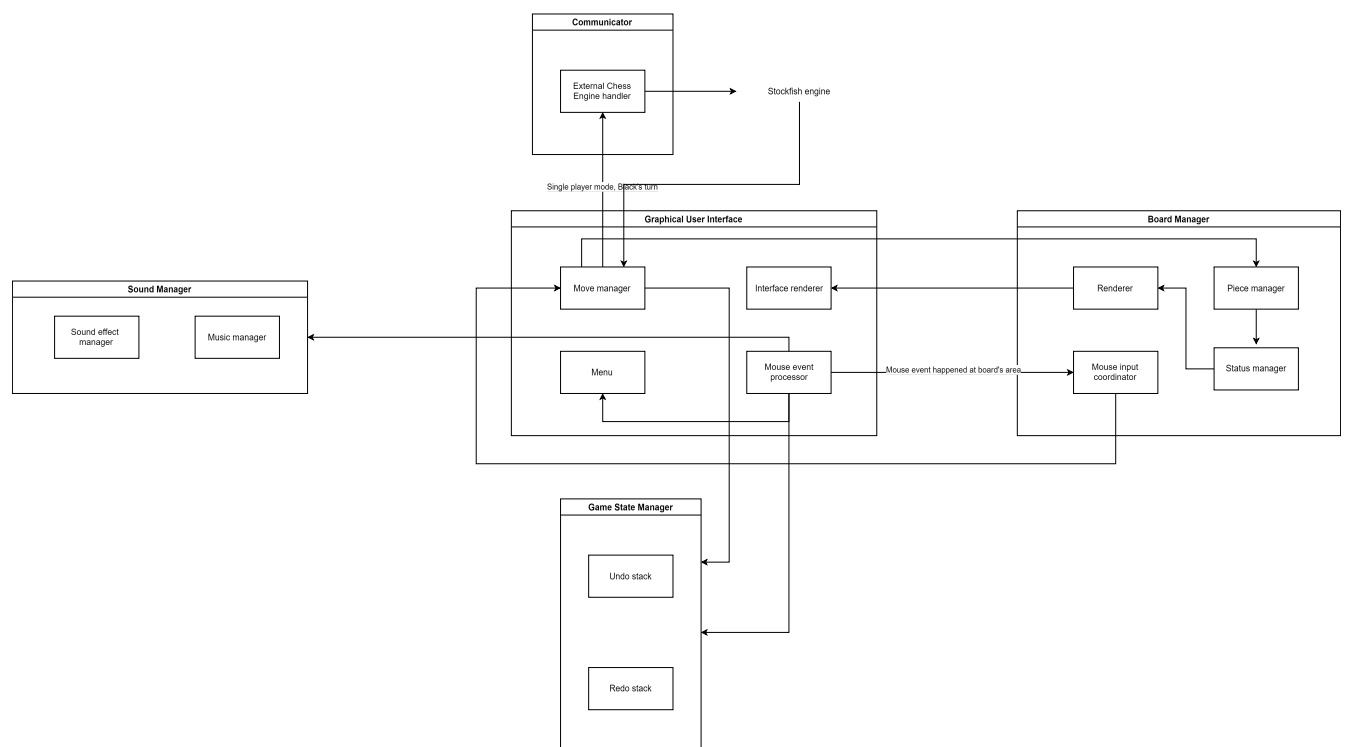 Communicator
External Chess
Engine handler
Stockfish engine
Single player mode, Black's turn
Graphical User Interface
Board Manager
Sound Manager
Move manager
Interface renderer
Renderer
Piece manager
Sound effect
manager
Music manager
Menu
Mouse event
processor
Mouse event happened at board's area
Mouse input
coordinator
Status manager
Game State Manager
Undo stack
Redo stack